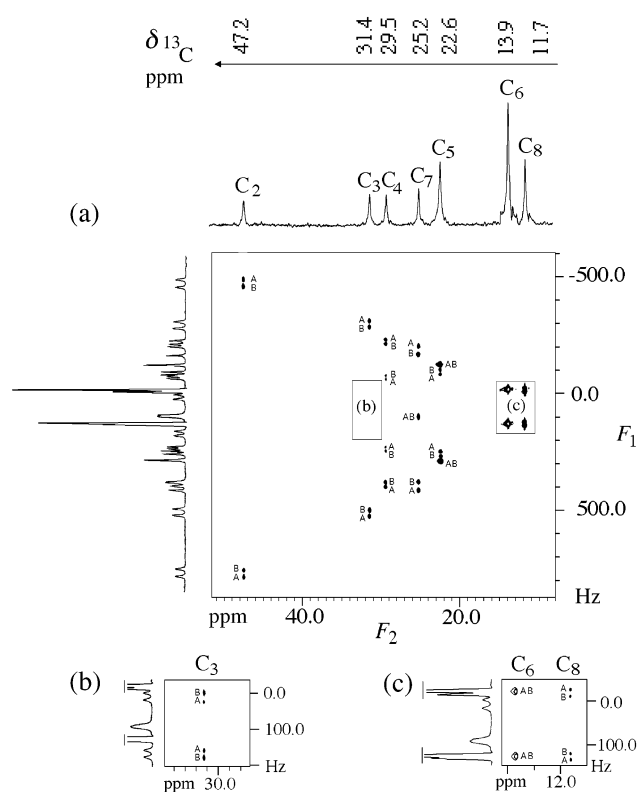 δ 13C
ppm
47.2 31.4 29.5 25.2 22.6 13.9 11.7
C2 C3 C4 C7 C5 C6 C8
(a)
-500.0
0.0
500.0
Hz
F1
A
B
A
B
A
B
A
B
AB
B
A
B
A
(b)
(c)
AB
A
B
A
B
AB
B
A
B
A
B
A
B
A
ppm 40.0 20.0
F2
(b)
C3
B
A
A
B
0.0
100.0
Hz
ppm 30.0
(c)
C6 C8
AB A
B
AB B
A
0.0
100.0
Hz
ppm 12.0